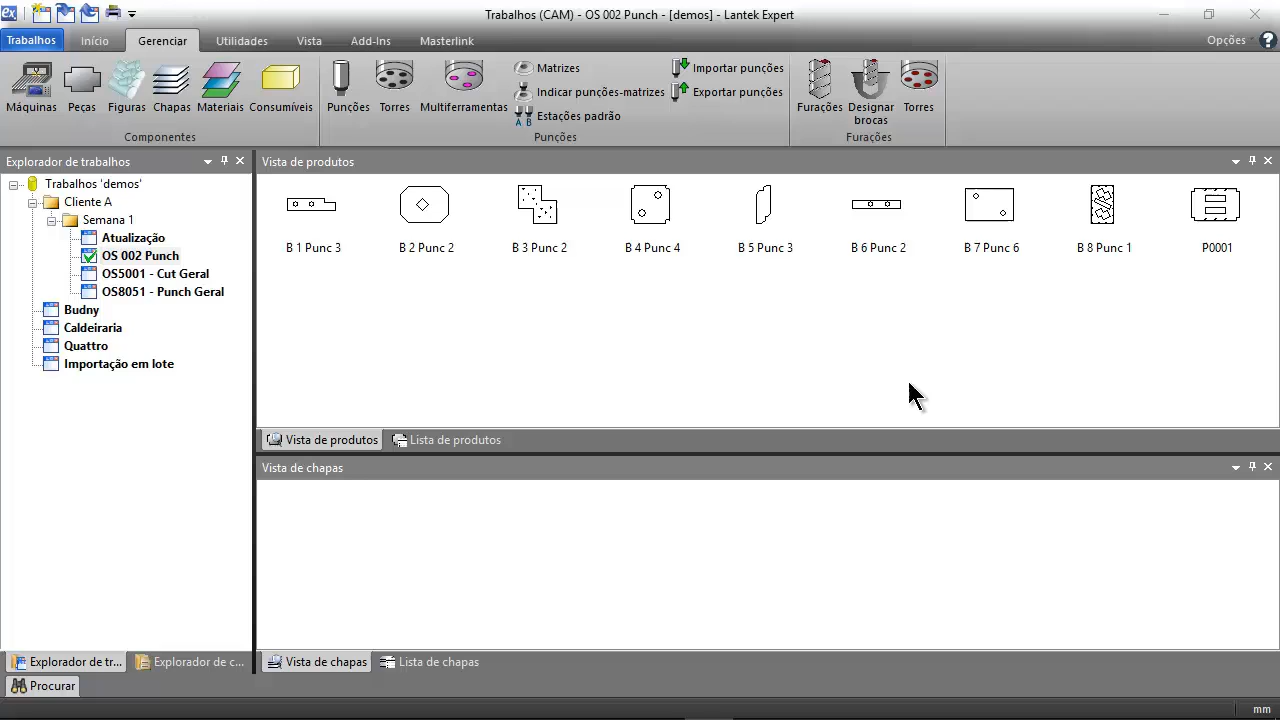 Trabalhos (CAM) - OS 002 Punch - [demos] - Lantek Expert
Trabalhos Início Gerenciar Utilidades Vista Add-Ins Masterlink Opções
Máquinas Peças Figuras Chapas Materiais Consumíveis
Componentes
Punções Torres Multiferramentas
Matrizes
Indicar punções-matrizes
Estações padrão
Importar punções
Exportar punções
Punções
Furações Designar brocas Torres
Furações
Explorador de trabalhos
Trabalhos 'demos'
Cliente A
Semana 1
Atualização
OS 002 Punch
OS5001 - Cut Geral
OS8051 - Punch Geral
Budny
Caldeiraria
Quattro
Importação em lote
Explorador de tr... Explorador de c...
Procurar
Vista de produtos
B 1 Punc 3 B 2 Punc 2 B 3 Punc 2 B 4 Punc 4 B 5 Punc 3 B 6 Punc 2 B 7 Punc 6 B 8 Punc 1 P0001
Vista de produtos Lista de produtos
Vista de chapas
Vista de chapas Lista de chapas
mm